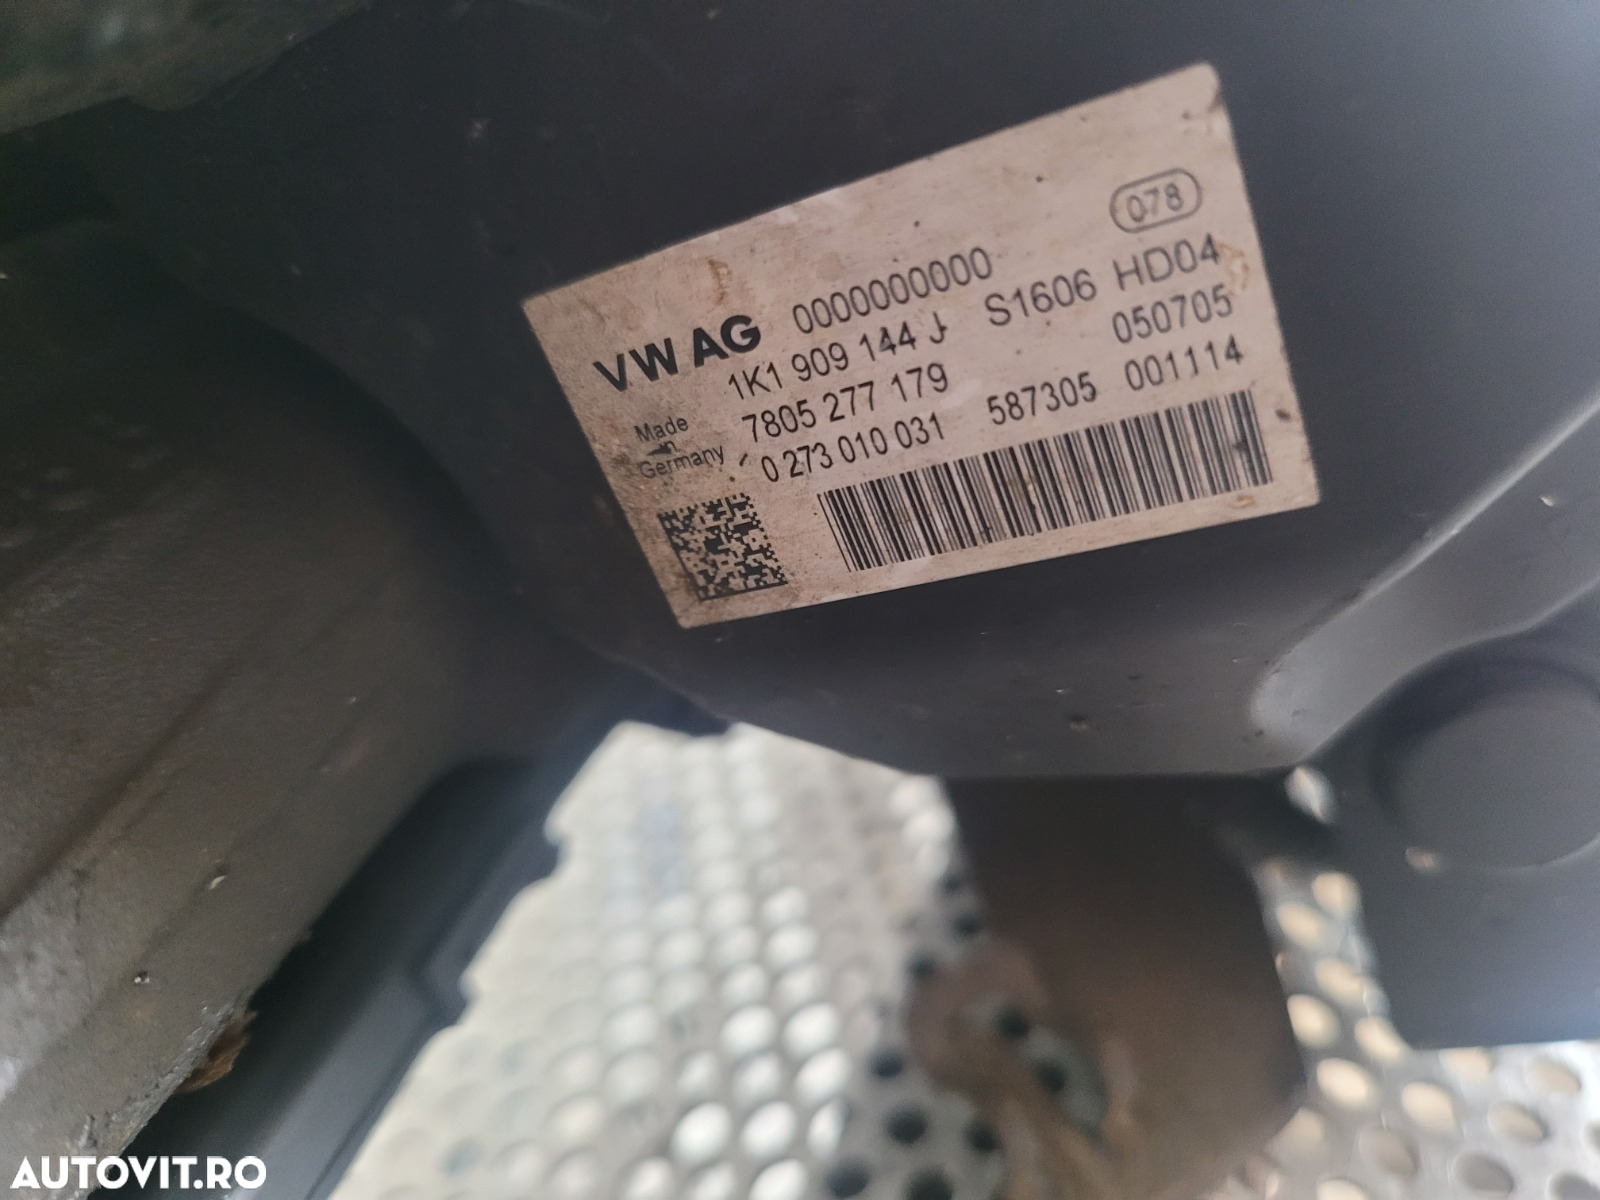 078
VW AG 0000000000
1K1 909 144 J S1606 HD04
Made in Germany
7805 277 179 050705
0 273 010 031 587305 001114
AUTOVIT.RO